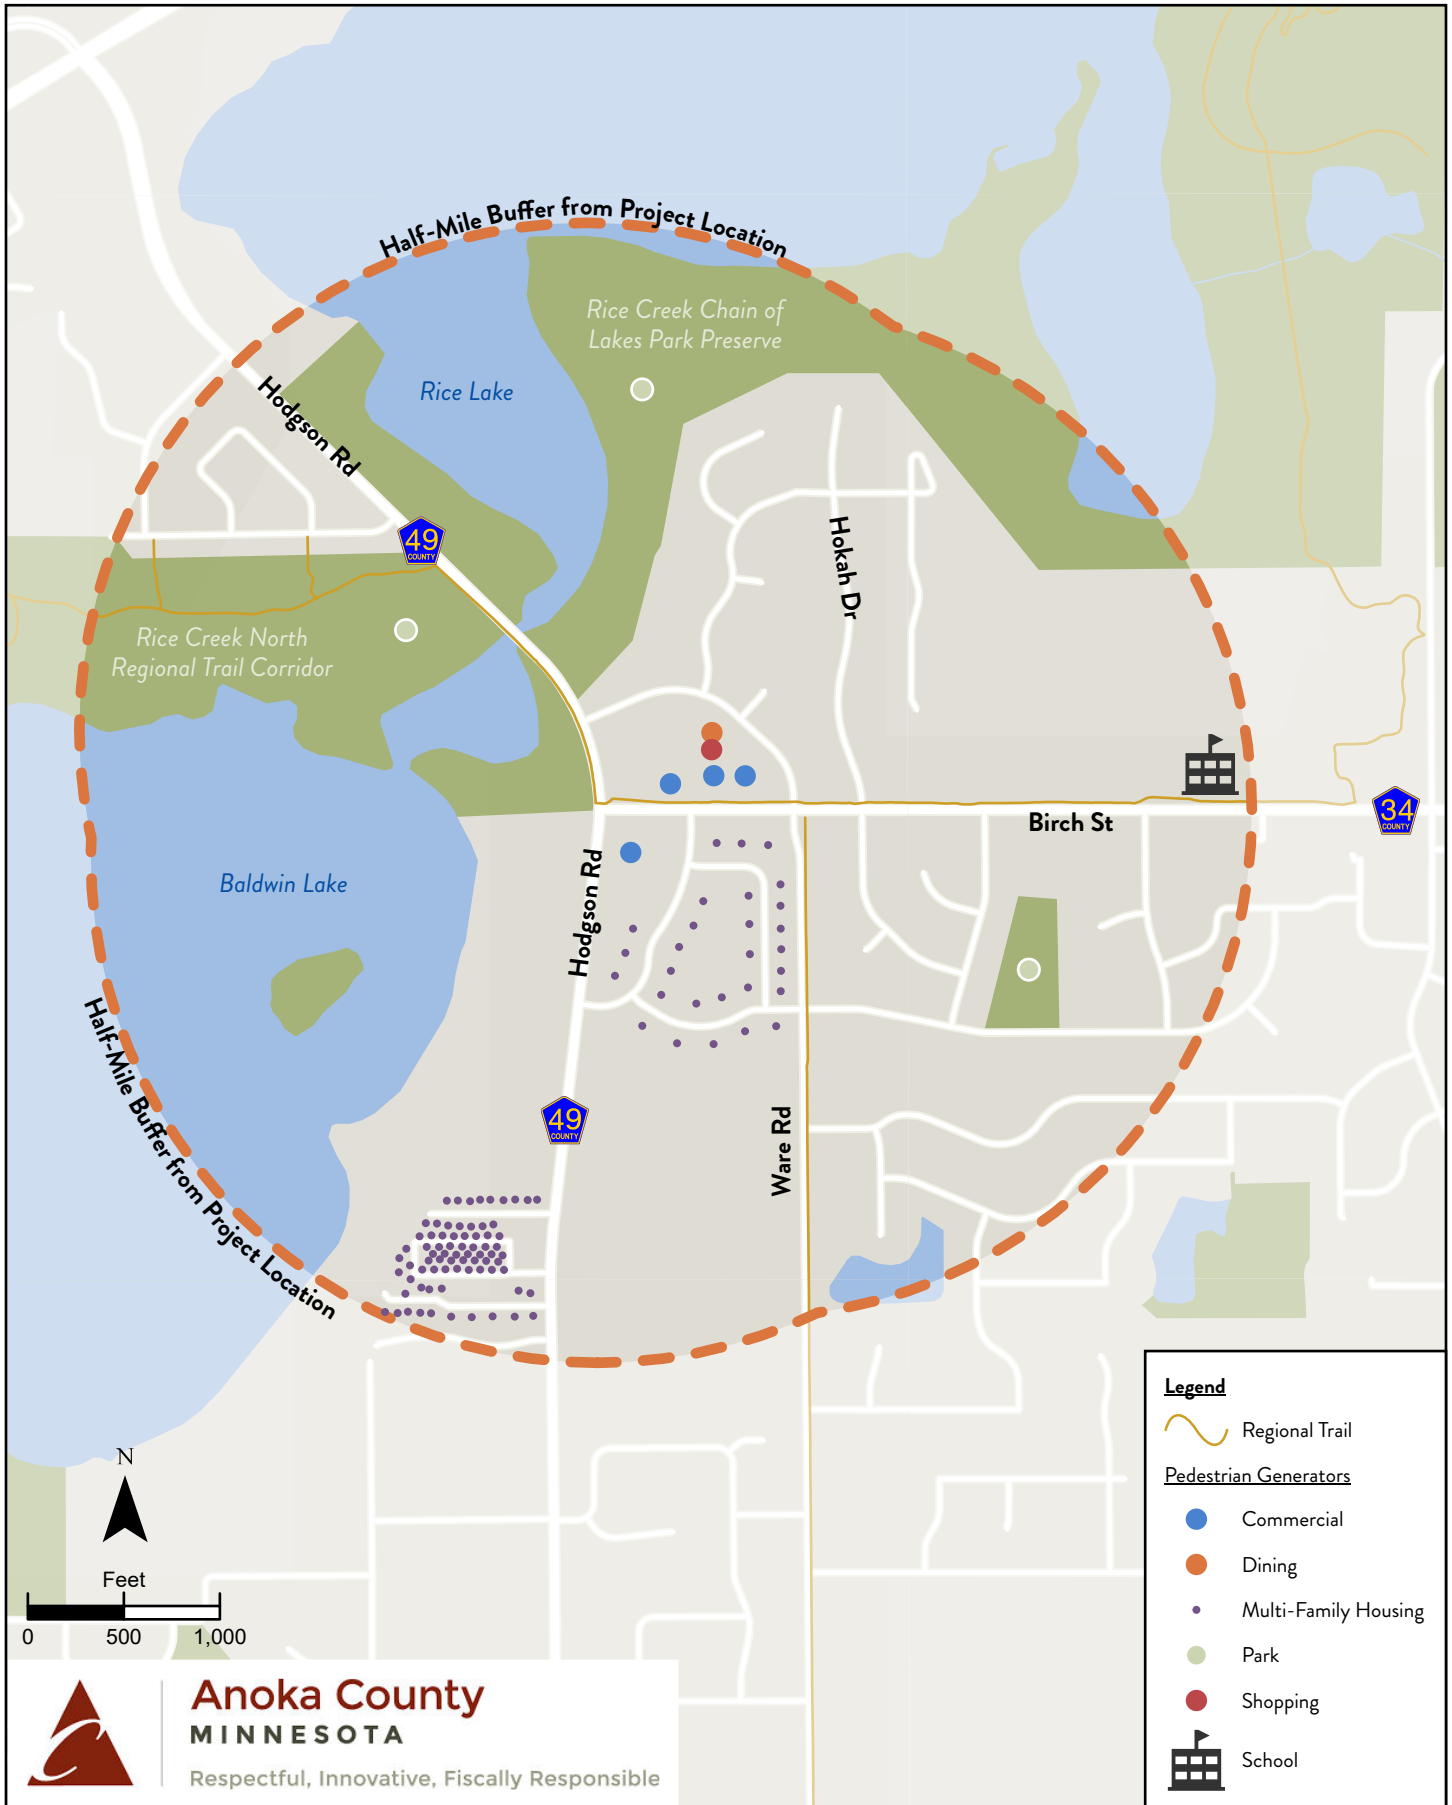 Half-Mile Buffer from Project Location
Rice Creek Chain of
Lakes Park Preserve
Rice Lake
Hodgson Rd
49
COUNTY
Hokah Dr
Rice Creek North
Regional Trail Corridor
34
COUNTY
Birch St
Hodgson Rd
Baldwin Lake
Half-Mile Buffer from Project Location
49
COUNTY
Ware Rd
N
Feet
0 500 1,000
Anoka County
MINNESOTA
Respectful, Innovative, Fiscally Responsible
Legend
Regional Trail
Pedestrian Generators
Commercial
Dining
Multi-Family Housing
Park
Shopping
School